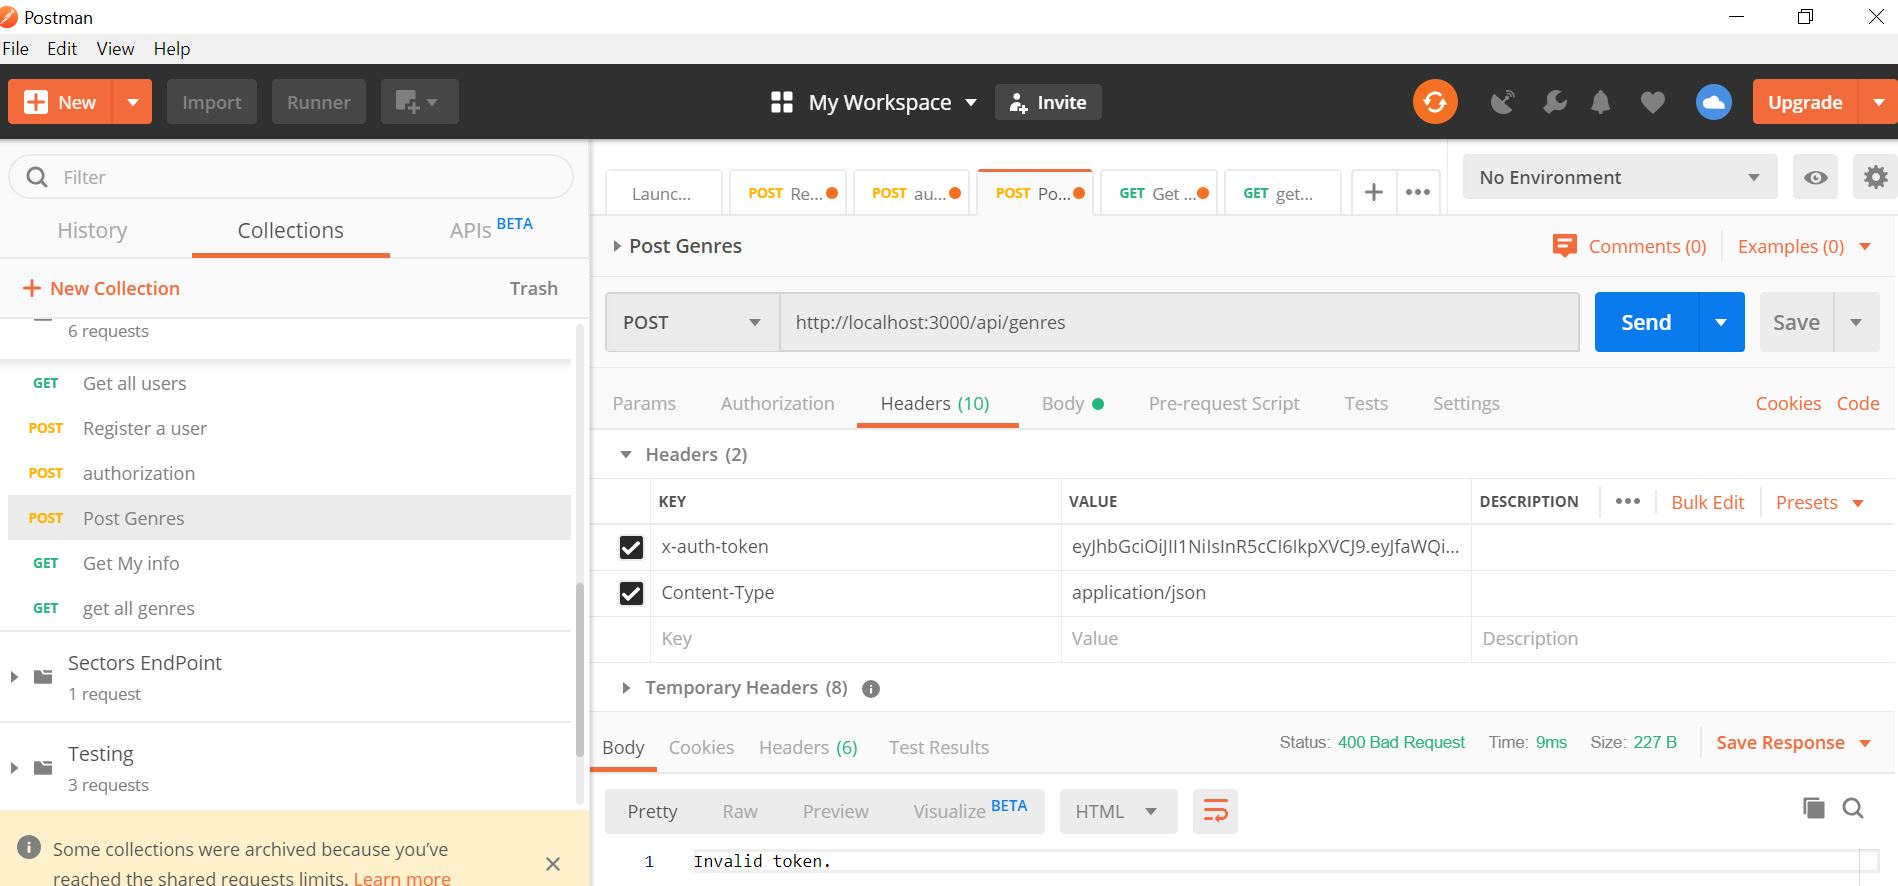 Postman
File Edit View Help
New Import Runner My Workspace Invite Upgrade
Filter
History Collections APIs BETA
New Collection Trash
6 requests
GET Get all users
POST Register a user
POST authorization
POST Post Genres
GET Get My info
GET get all genres
Sectors EndPoint
1 request
Testing
3 requests
Some collections were archived because you've
reached the shared requests limits. Learn more
Launc... POST Re... POST au... POST Po... GET Get ... GET get...
No Environment
Post Genres Comments (0) Examples (0)
POST http://localhost:3000/api/genres Send Save
Params Authorization Headers (10) Body Pre-request Script Tests Settings Cookies Code
Headers (2)
KEY VALUE DESCRIPTION Bulk Edit Presets
x-auth-token eyJhbGciOiJII1NiIsInR5cCI6IkpXVCJ9.eyJfaWQi...
Content-Type application/json
Key Value Description
Temporary Headers (8)
Body Cookies Headers (6) Test Results Status: 400 Bad Request Time: 9ms Size: 227 B Save Response
Pretty Raw Preview Visualize BETA HTML
1 Invalid token.